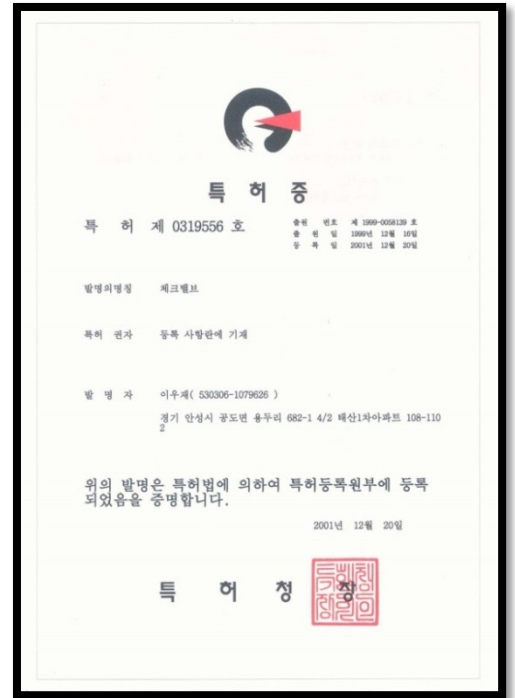 특 허 증
특 허 제 0319556 호
출원 번호 제 1999-0058139 호
출 원 일 1999년 12월 16일
등 록 일 2001년 12월 20일
발명의명칭 체크밸브
특허 권자 등록 사항란에 기재
발 명 자 이우재( 530306-1079626 )
경기 안성시 공도면 용두리 682-1 4/2 태산1차아파트 108-110
2
위의 발명은 특허법에 의하여 특허등록원부에 등록
되었음을 증명합니다.
2001년 12월 20일
특 허 청 장